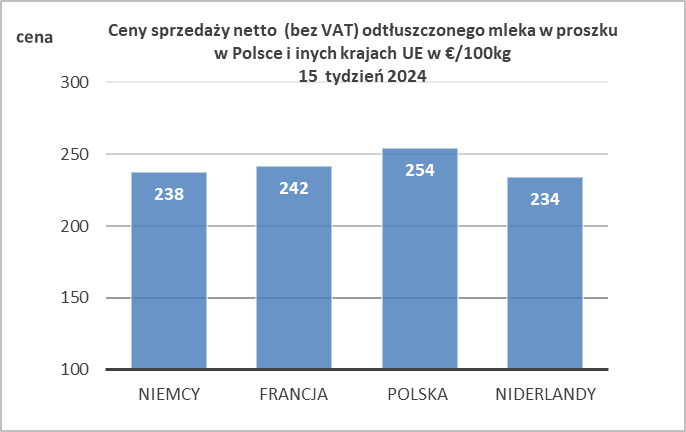 cena
Ceny sprzedaży netto  (bez VAT) odtłuszczonego mleka w proszku
w Polsce i inych krajach UE w €/100kg
15  tydzień 2024
300
250
200
150
100
238
242
254
234
NIEMCY
FRANCJA
POLSKA
NIDERLANDY